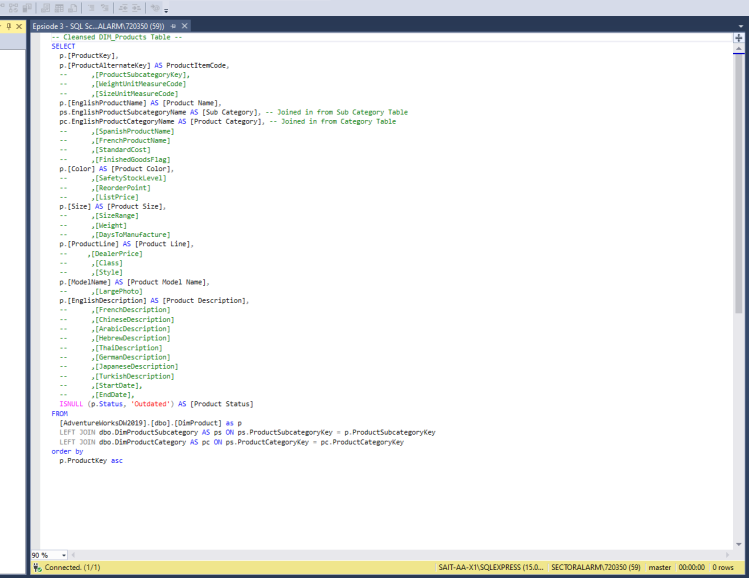 Epsiode 3 - SQL Sc...ALARM\720350 (59))
-- Cleansed DIM_Products Table --
SELECT
p.[ProductKey],
p.[ProductAlternateKey] AS ProductItemCode,
-- ,[ProductSubcategoryKey],
-- ,[WeightUnitMeasureCode]
-- ,[SizeUnitMeasureCode]
p.[EnglishProductName] AS [Product Name],
ps.EnglishProductSubcategoryName AS [Sub Category], -- Joined in from Sub Category Table
pc.EnglishProductCategoryName AS [Product Category], -- Joined in from Category Table
-- ,[SpanishProductName]
-- ,[FrenchProductName]
-- ,[StandardCost]
-- ,[FinishedGoodsFlag]
p.[Color] AS [Product Color],
-- ,[SafetyStockLevel]
-- ,[ReorderPoint]
-- ,[ListPrice]
p.[Size] AS [Product Size],
-- ,[SizeRange]
-- ,[Weight]
-- ,[DaysToManufacture]
p.[ProductLine] AS [Product Line],
-- ,[DealerPrice]
-- ,[Class]
-- ,[Style]
p.[ModelName] AS [Product Model Name],
-- ,[LargePhoto]
p.[EnglishDescription] AS [Product Description],
-- ,[FrenchDescription]
-- ,[ChineseDescription]
-- ,[ArabicDescription]
-- ,[HebrewDescription]
-- ,[ThaiDescription]
-- ,[GermanDescription]
-- ,[JapaneseDescription]
-- ,[TurkishDescription]
-- ,[StartDate],
-- ,[EndDate],
ISNULL (p.Status, 'Outdated') AS [Product Status]
FROM
[AdventureWorksDW2019].[dbo].[DimProduct] as p
LEFT JOIN dbo.DimProductSubcategory AS ps ON ps.ProductSubcategoryKey = p.ProductSubcategoryKey
LEFT JOIN dbo.DimProductCategory AS pc ON ps.ProductCategoryKey = pc.ProductCategoryKey
order by
p.ProductKey asc
90 %
Connected. (1/1) SAIT-AA-X1\SQLEXPRESS (15.0... SECTORALARM\720350 (59) master 00:00:00 0 rows